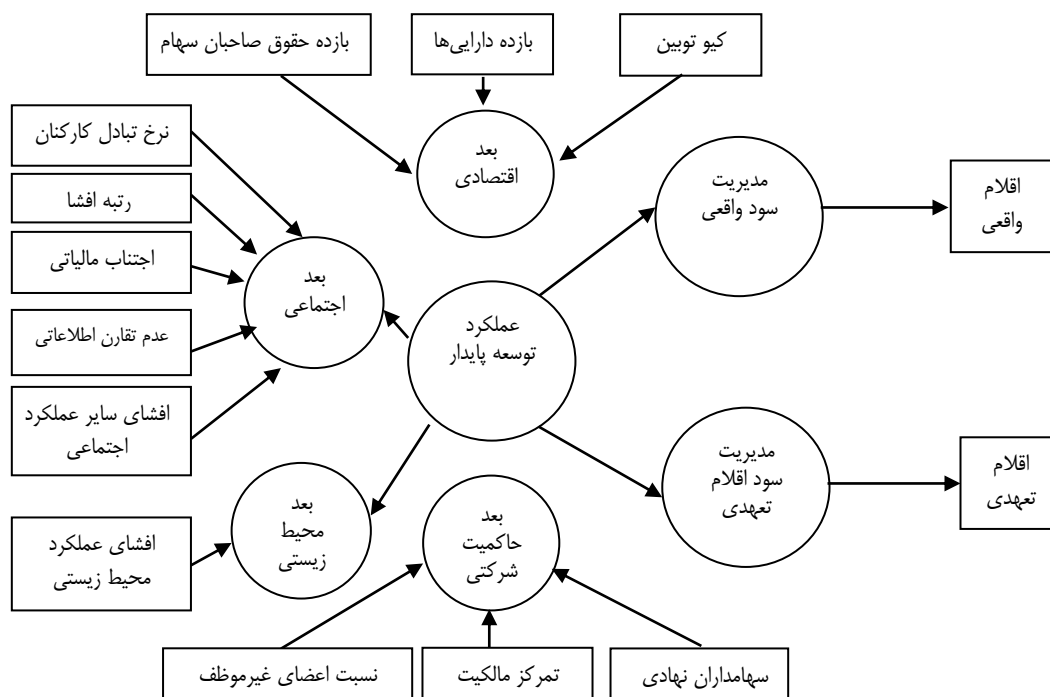 کیو توبین
بازده دارایی‌ها
بازده حقوق صاحبان سهام
نرخ تبادل کارکنان
رتبه افشا
اجتناب مالیاتی
عدم تقارن اطلاعاتی
افشای سایر عملکرد
اجتماعی
افشای عملکرد
محیط زیستی
بعد
اقتصادی
بعد
اجتماعی
عملکرد
توسعه پایدار
مدیریت
سود واقعی
اقلام
واقعی
مدیریت
سود اقلام
تعهدی
اقلام
تعهدی
بعد
محیط
زیستی
بعد
حاکمیت
شرکتی
سهامداران نهادی
تمرکز مالکیت
نسبت اعضای غیرموظف